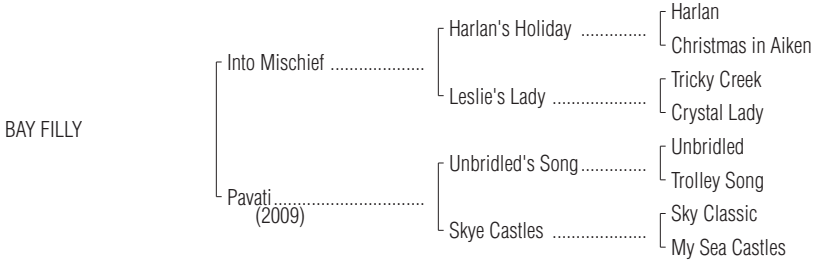 Harlan
Harlan's Holiday ..............
Christmas in Aiken
Into Mischief ....................
Tricky Creek
Leslie's Lady ....................
Crystal Lady
BAY FILLY
Unbridled
Unbridled's Song..............
Trolley Song
Pavati................................
(2009)
Sky Classic
Skye Castles ....................
My Sea Castles